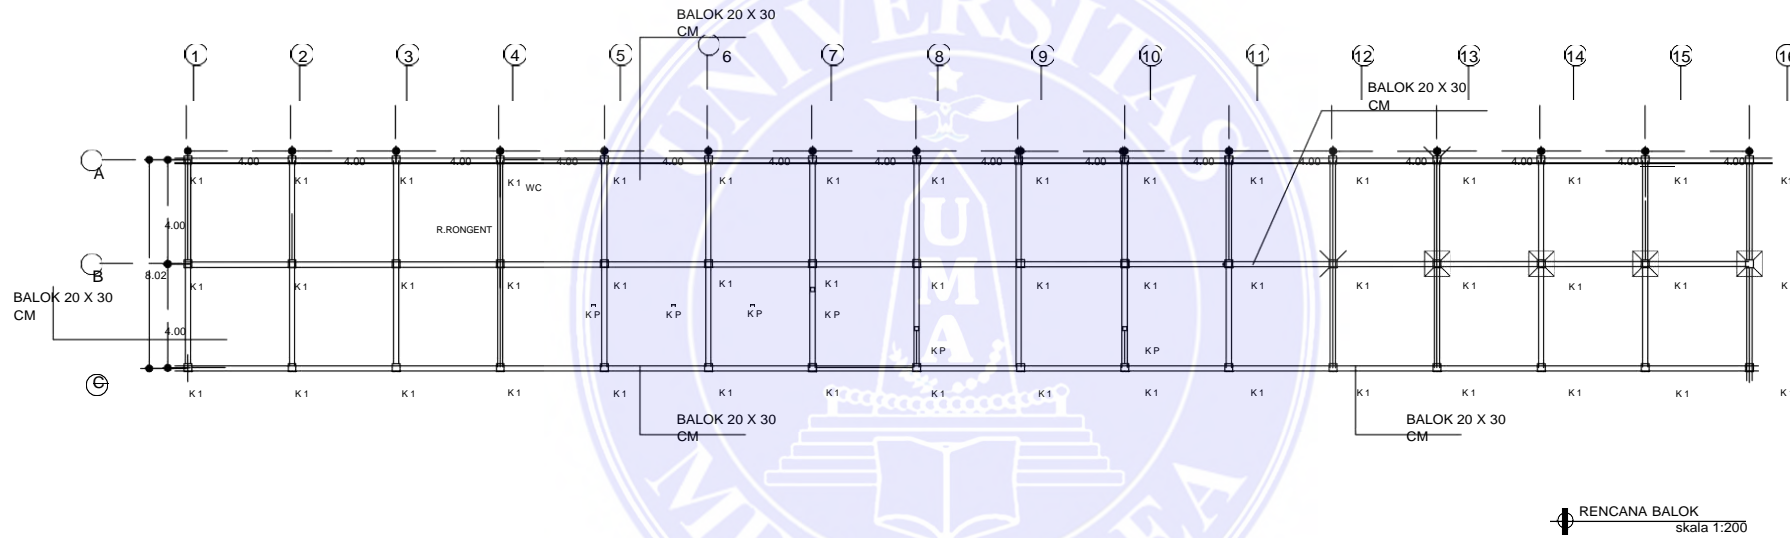 BALOK 20 X 30
CM
1 2 3 4 5 6 7 8 9 10 11 12 13 14 15 16
BALOK 20 X 30
CM
A
4.00 4.00 4.00 4.00 4.00 4.00 4.00 4.00 4.00 4.00 4.00 4.00 4.00 4.00
K1 K1 K1 K1 K1 K1 K1 K1 K1 K1 K1 K1 K1 K1 K1 K1
WC
4.00
R.RONGENT
B
8.02
K1 K1 K1 K1 K1 K1 K1 K1 K1 K1 K1 K1 K1 K1 K1 K
BALOK 20 X 30
CM
KP KP KP KP
4.00
KP KP
C
K1 K1 K1 K1 K1 K1 K1 K1 K1 K1 K1 K1 K1 K1 K1 K
BALOK 20 X 30
CM
BALOK 20 X 30
CM
RENCANA BALOK
skala 1:200
UNIVERSITAS
UMA